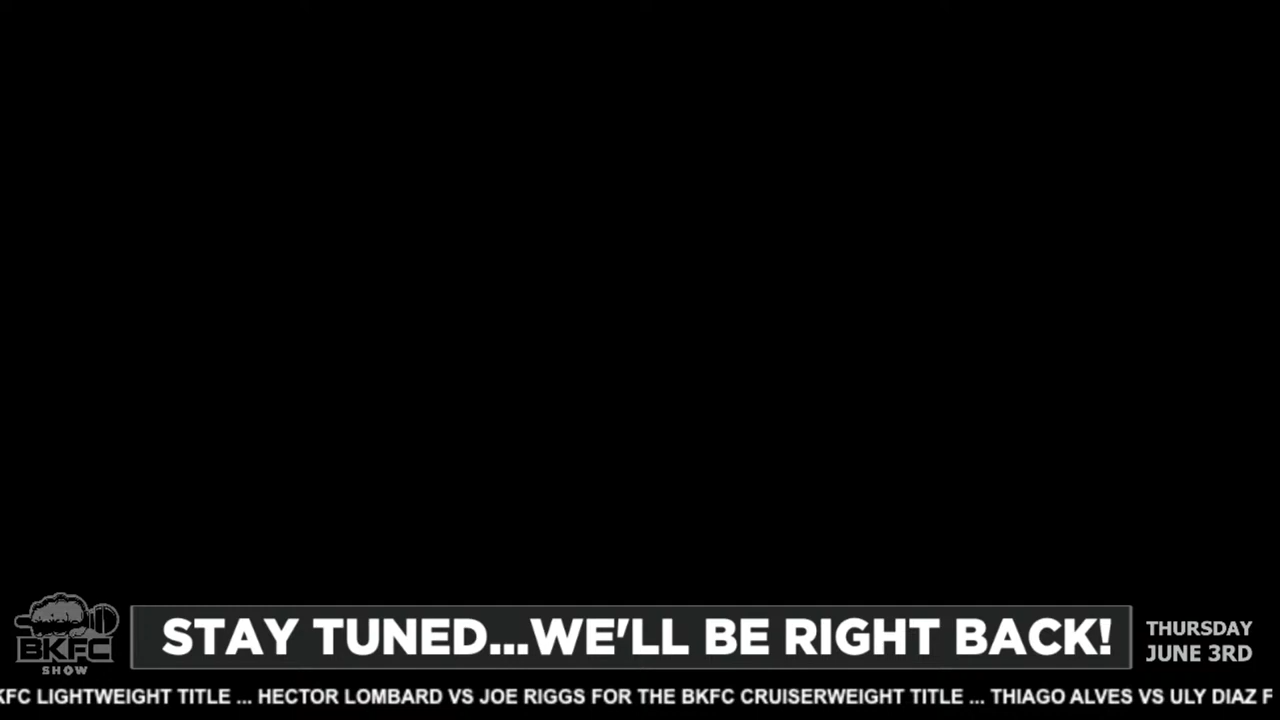 BKFC
SHOW
STAY TUNED...WE'LL BE RIGHT BACK!
THURSDAY
JUNE 3RD
KFC LIGHTWEIGHT TITLE ... HECTOR LOMBARD VS JOE RIGGS FOR THE BKFC CRUISERWEIGHT TITLE ... THIAGO ALVES VS ULY DIAZ F